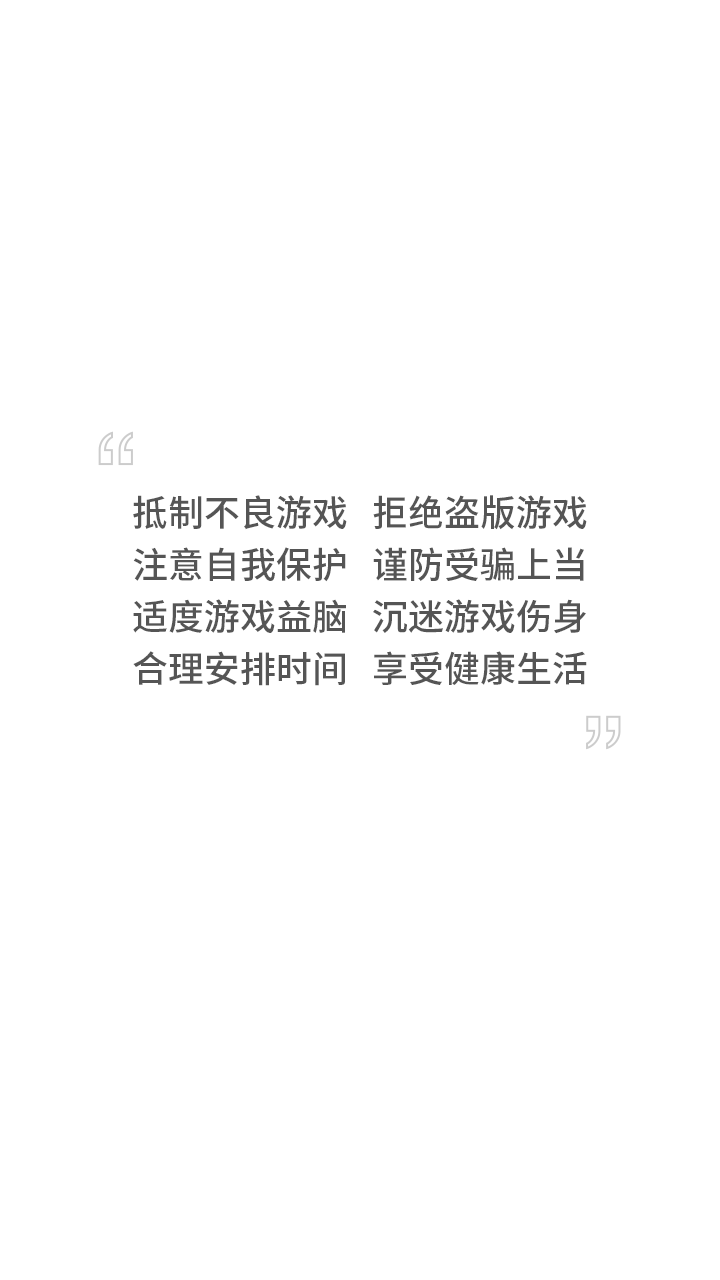 抵制不良游戏 拒绝盗版游戏
注意自我保护 谨防受骗上当
适度游戏益脑 沉迷游戏伤身
合理安排时间 享受健康生活